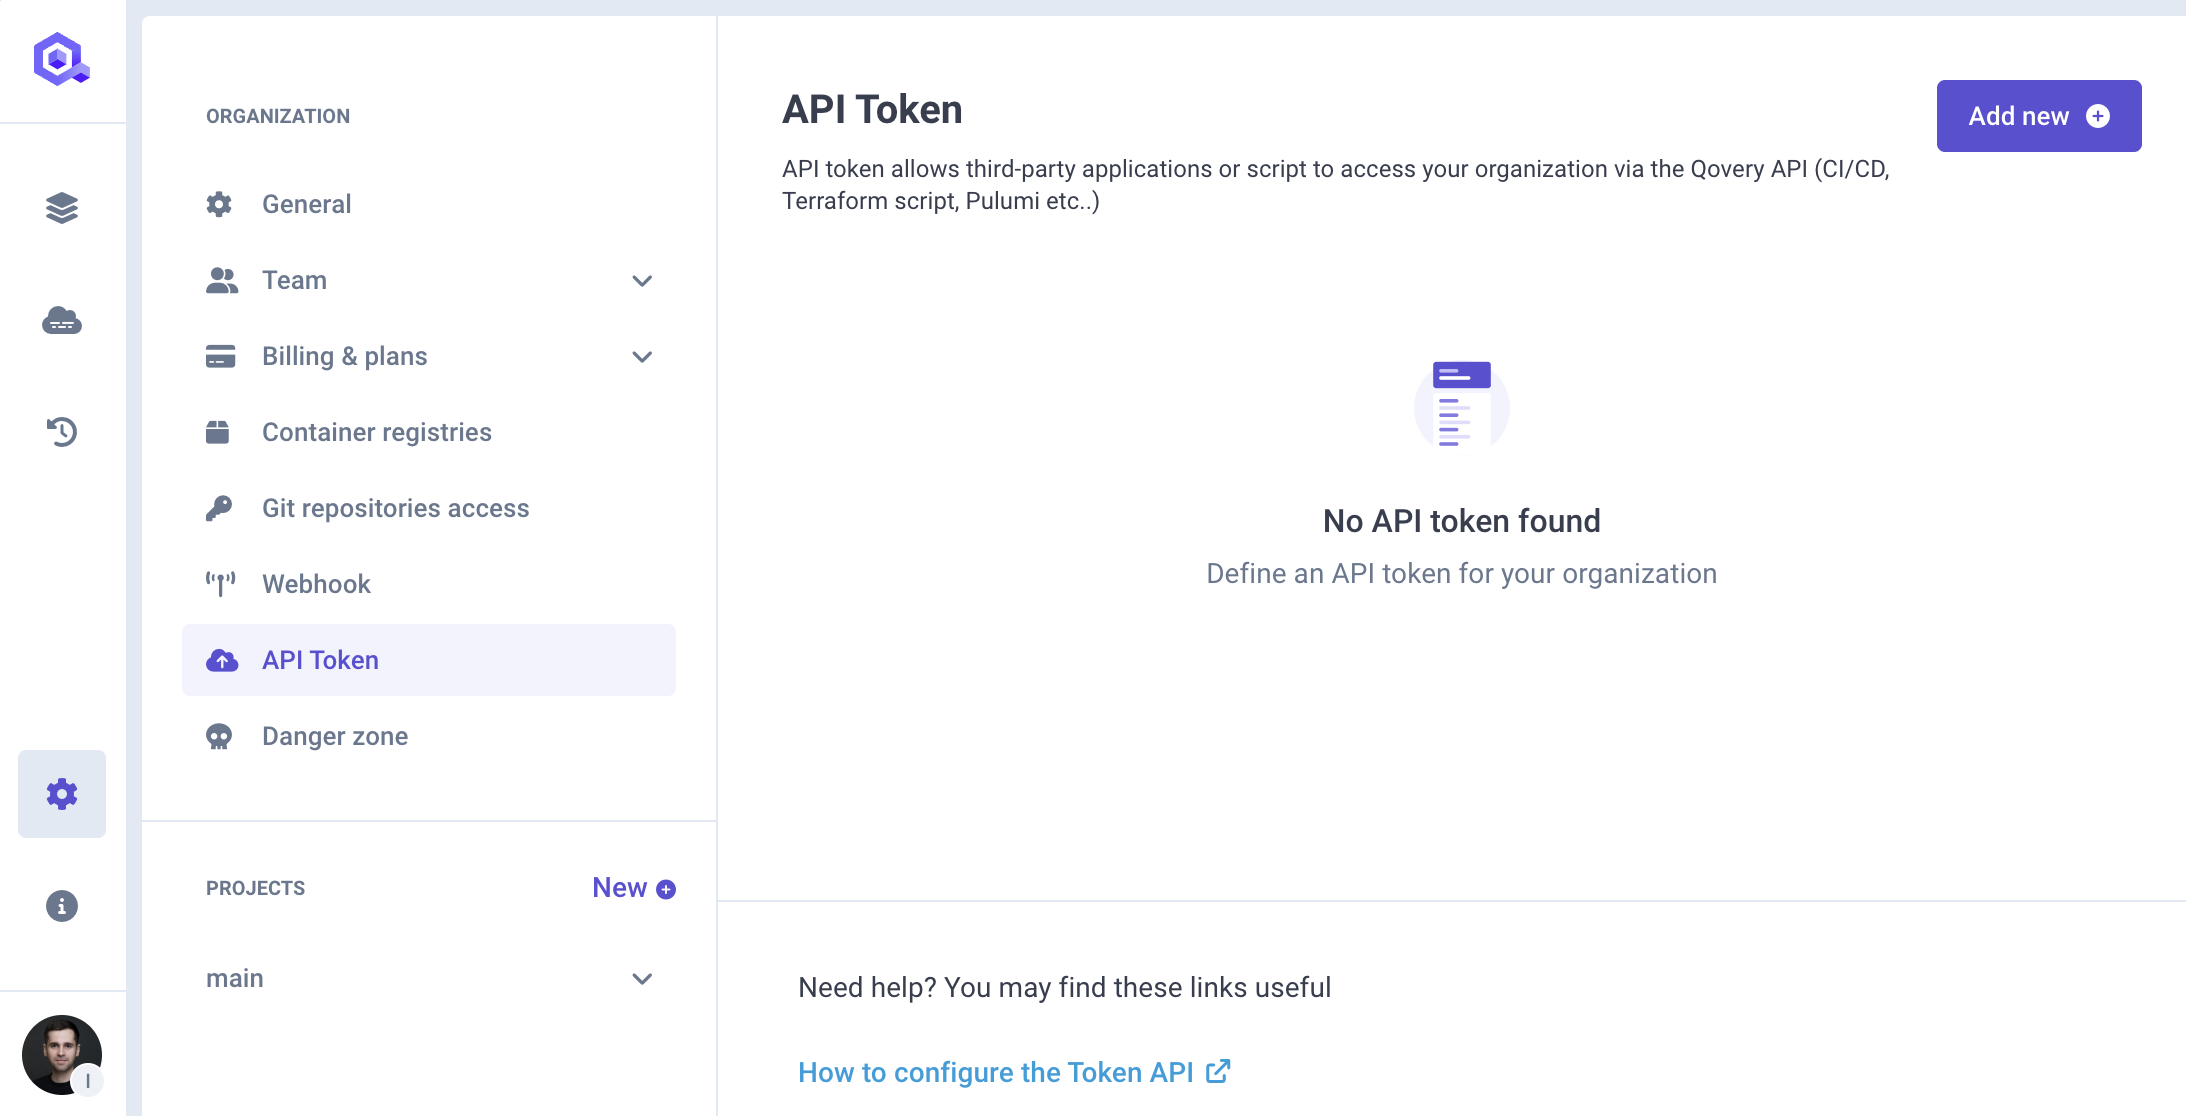 ORGANIZATION
General
Team
Billing & plans
Container registries
Git repositories access
Webhook
API Token
Danger zone
PROJECTS
New
main
I
API Token
Add new
API token allows third-party applications or script to access your organization via the Qovery API (CI/CD,
Terraform script, Pulumi etc..)
No API token found
Define an API token for your organization
Need help? You may find these links useful
How to configure the Token API